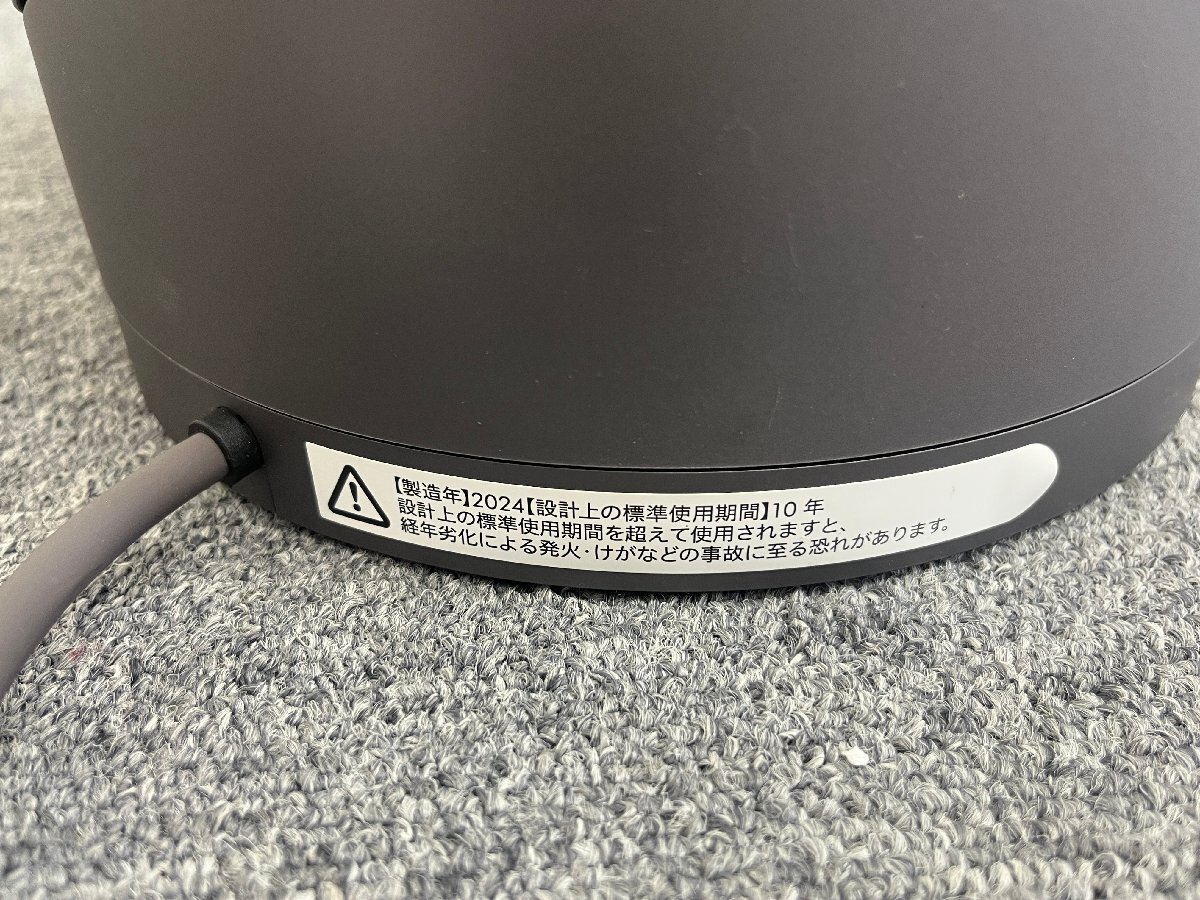 【製造年】2024【設計上の標準使用期間】10 年
設計上の標準使用期間を超えて使用されますと、
経年劣化による発火・けがなどの事故に至る恐れがあります。